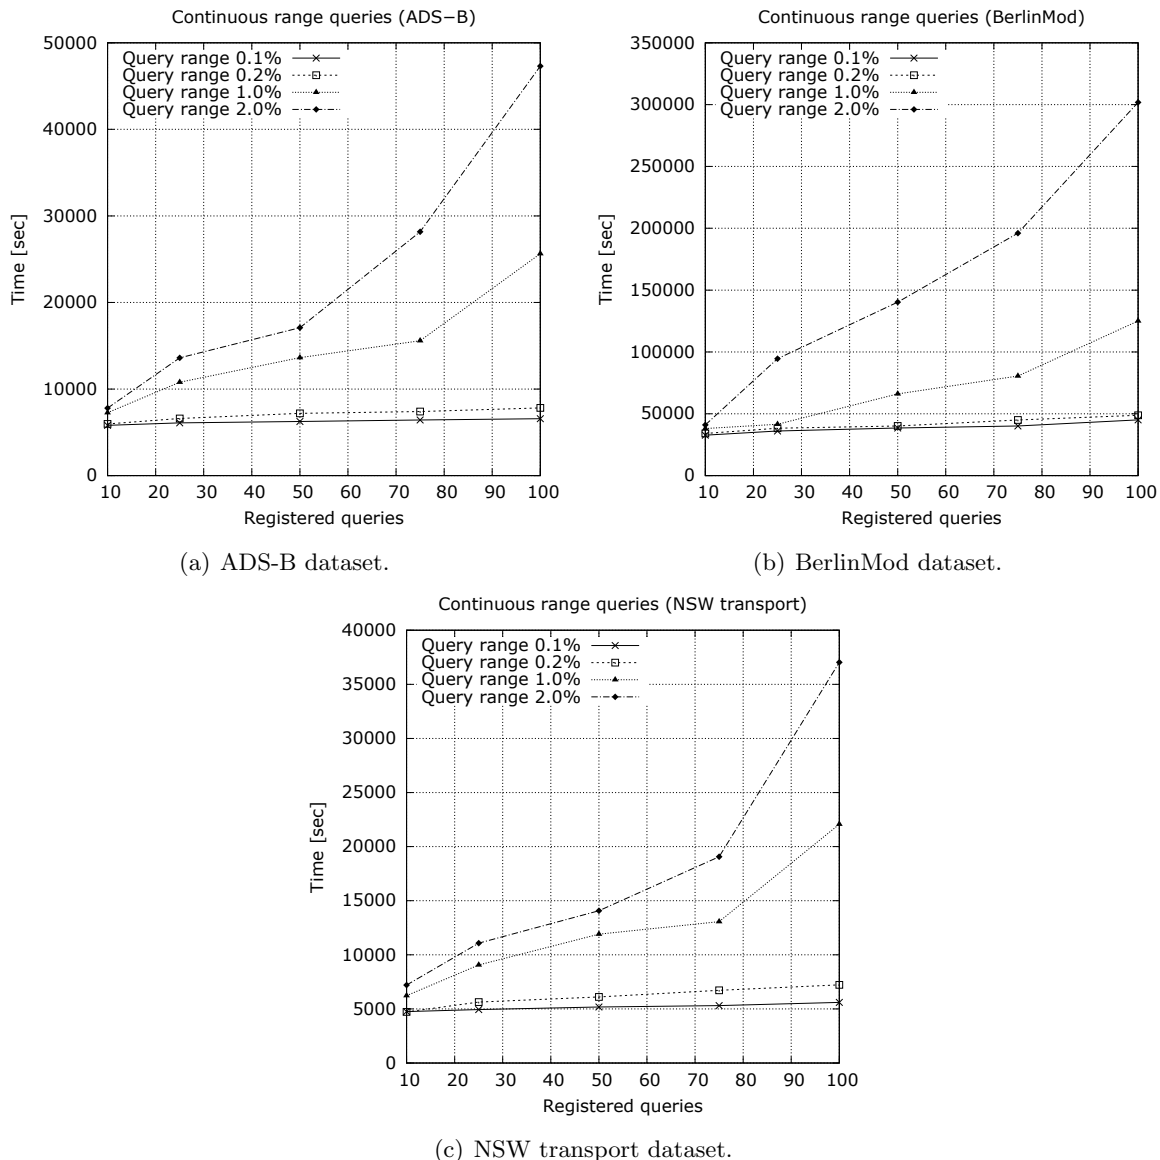 Continuous range queries (ADS−B)
50000
40000
30000
20000
10000
0
Time [sec]
Query range 0.1%
Query range 0.2%
Query range 1.0%
Query range 2.0%
10 20 30 40 50 60 70 80 90 100
Registered queries
(a) ADS-B dataset.
Continuous range queries (BerlinMod)
350000
300000
250000
200000
150000
100000
50000
0
Time [sec]
Query range 0.1%
Query range 0.2%
Query range 1.0%
Query range 2.0%
10 20 30 40 50 60 70 80 90 100
Registered queries
(b) BerlinMod dataset.
Continuous range queries (NSW transport)
40000
35000
30000
25000
20000
15000
10000
5000
0
Time [sec]
Query range 0.1%
Query range 0.2%
Query range 1.0%
Query range 2.0%
10 20 30 40 50 60 70 80 90 100
Registered queries
(c) NSW transport dataset.